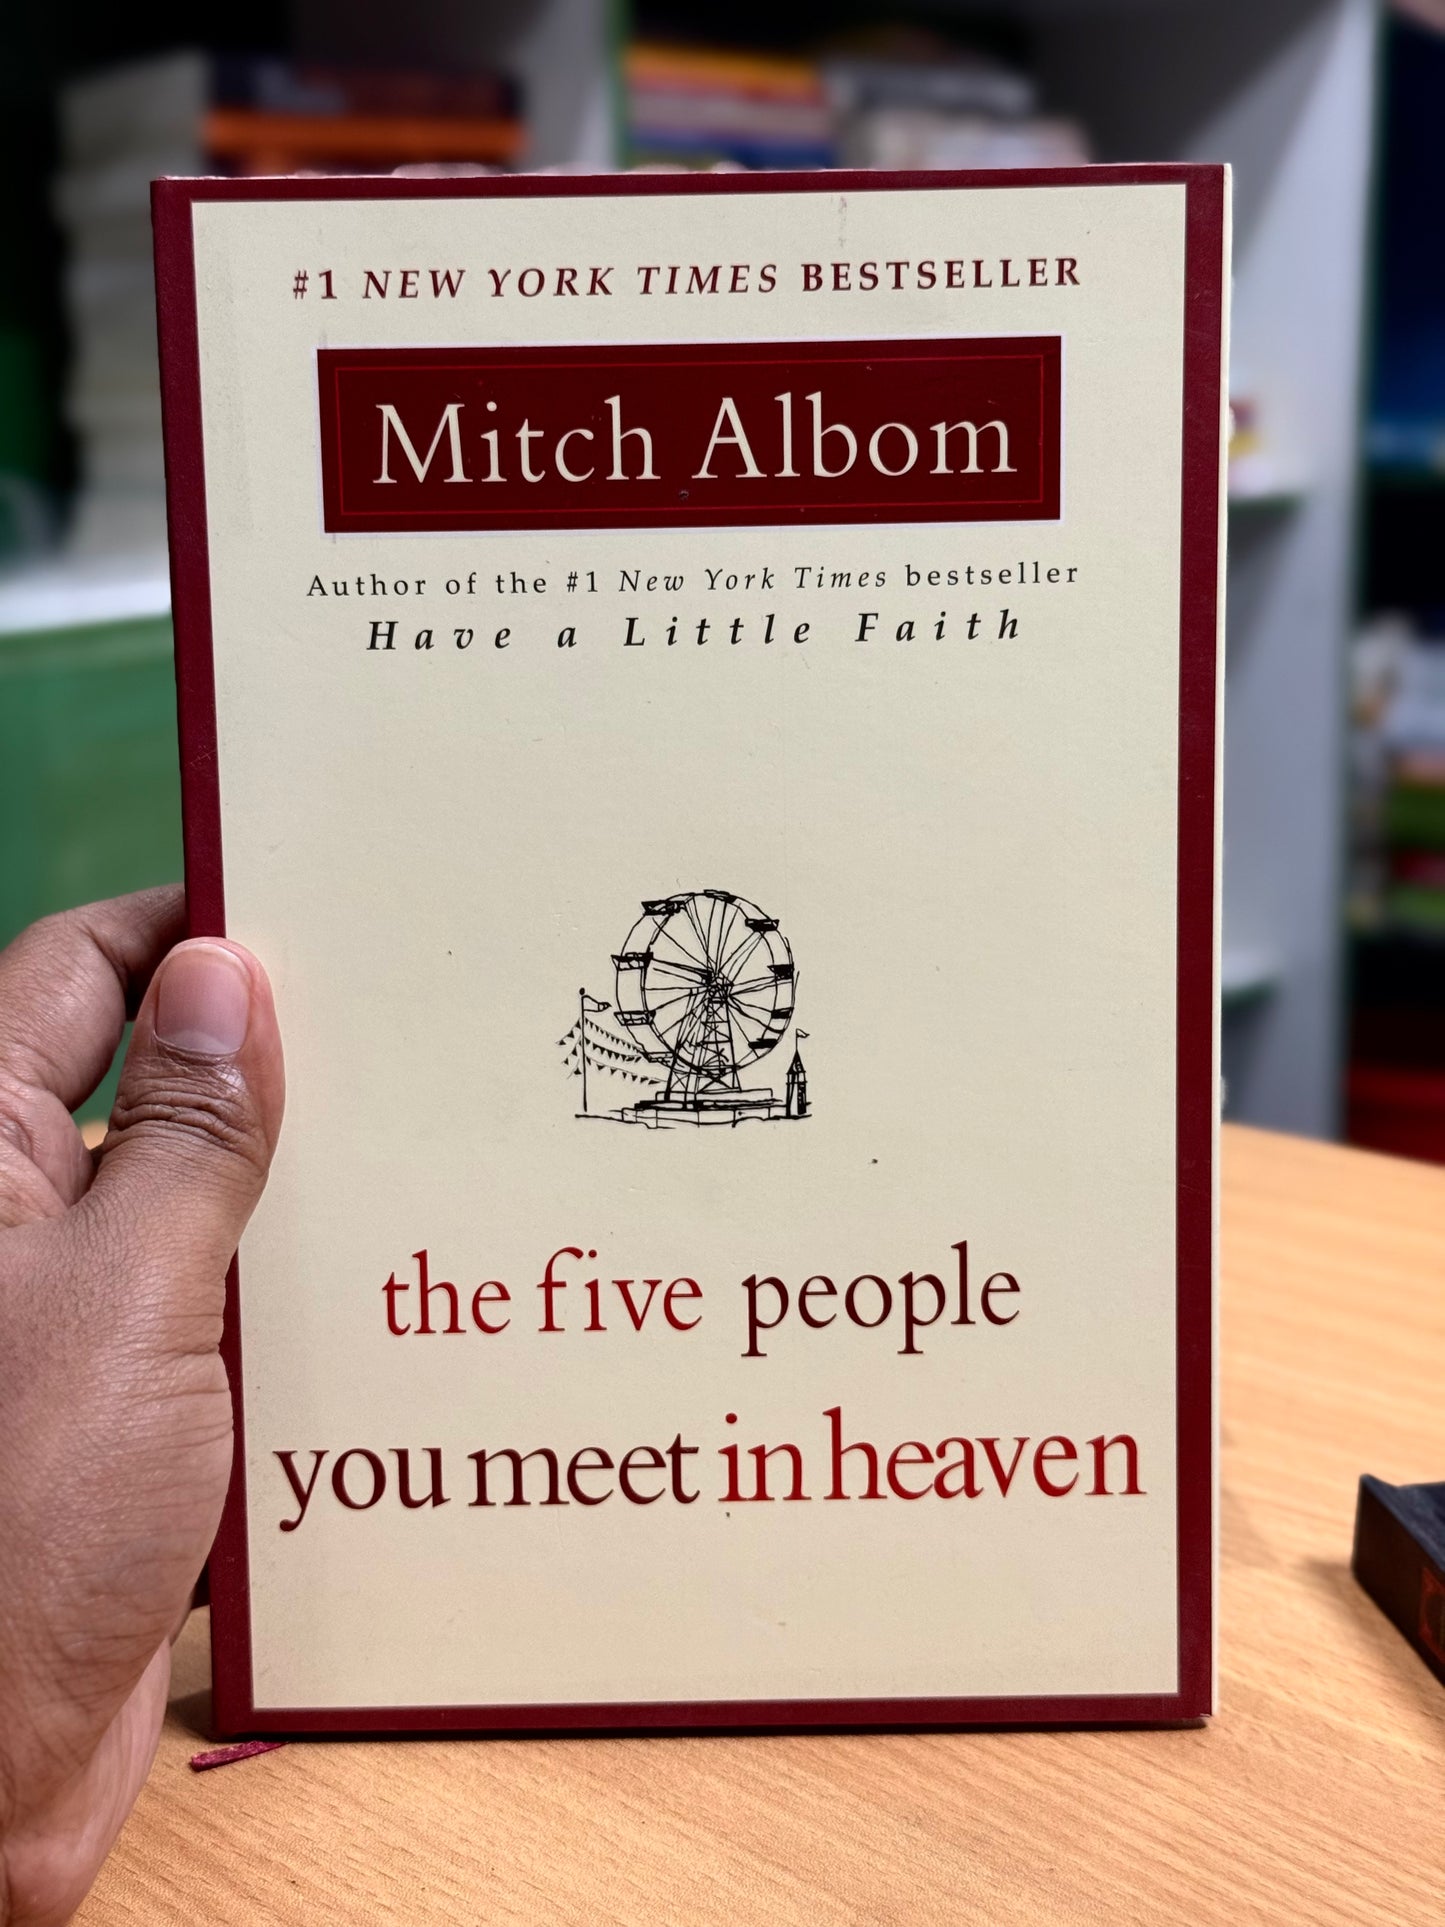 #1 NEW YORK TIMES BESTSELLER
Mitch Albom
Author of the #1 New York Times bestseller
Have a Little Faith
the five people
you meet in heaven